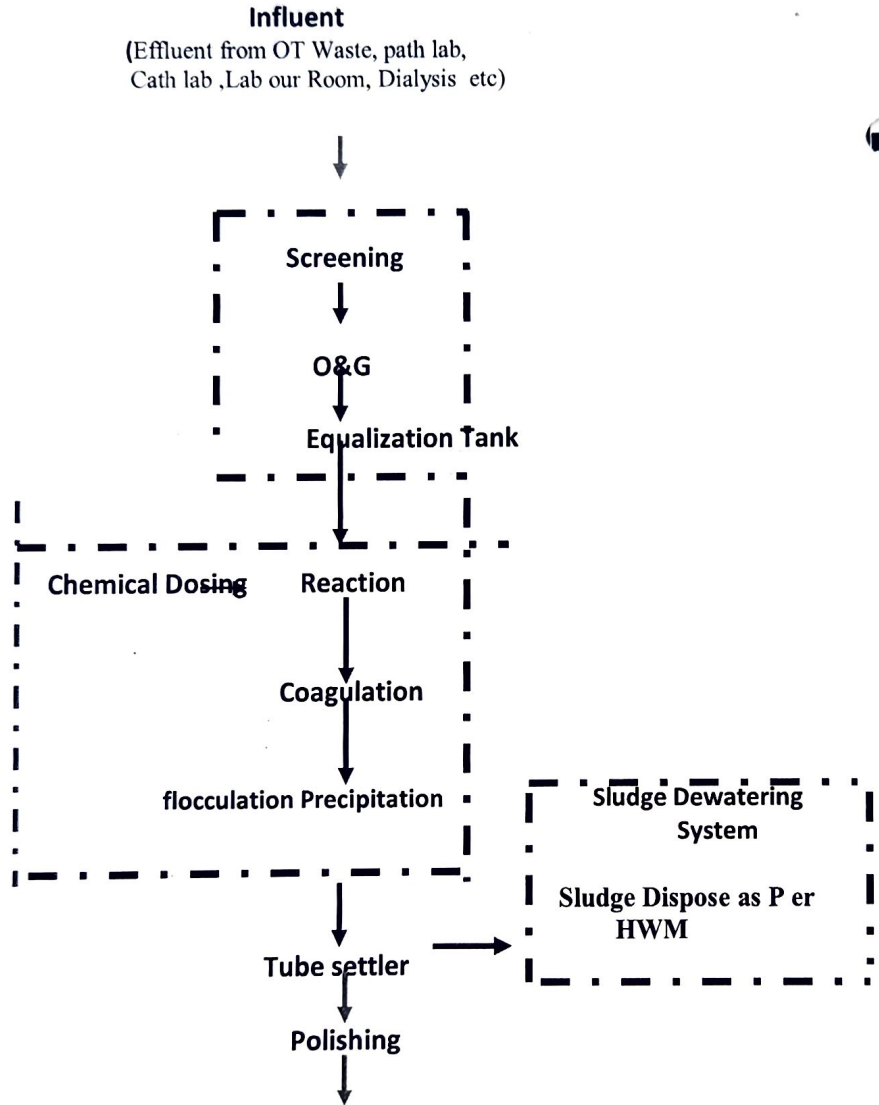 Influent
(Effluent from OT Waste, path lab,
Cath lab ,Lab our Room, Dialysis etc)
Screening
O&G
Equalization Tank
Chemical Dosing Reaction
Coagulation
flocculation Precipitation
Sludge Dewatering
System
Sludge Dispose as P er
HWM
Tube settler
Polishing